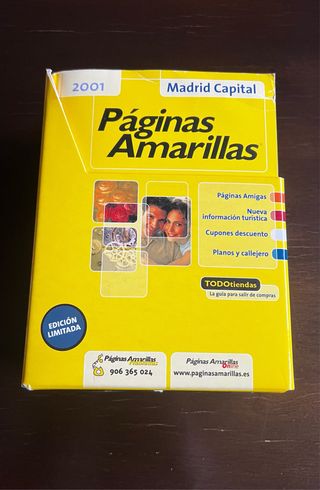 2001
Madrid Capital
Páginas
Amarillas
Páginas Amigas
Nueva
información turística
Cupones descuento
Planos y callejero
TODOtiendas
La guía para salir de compras
EDICIÓN
LIMITADA
Páginas Amarillas
906 365 024
Páginas Amarillas
Online
www.paginasamarillas.es